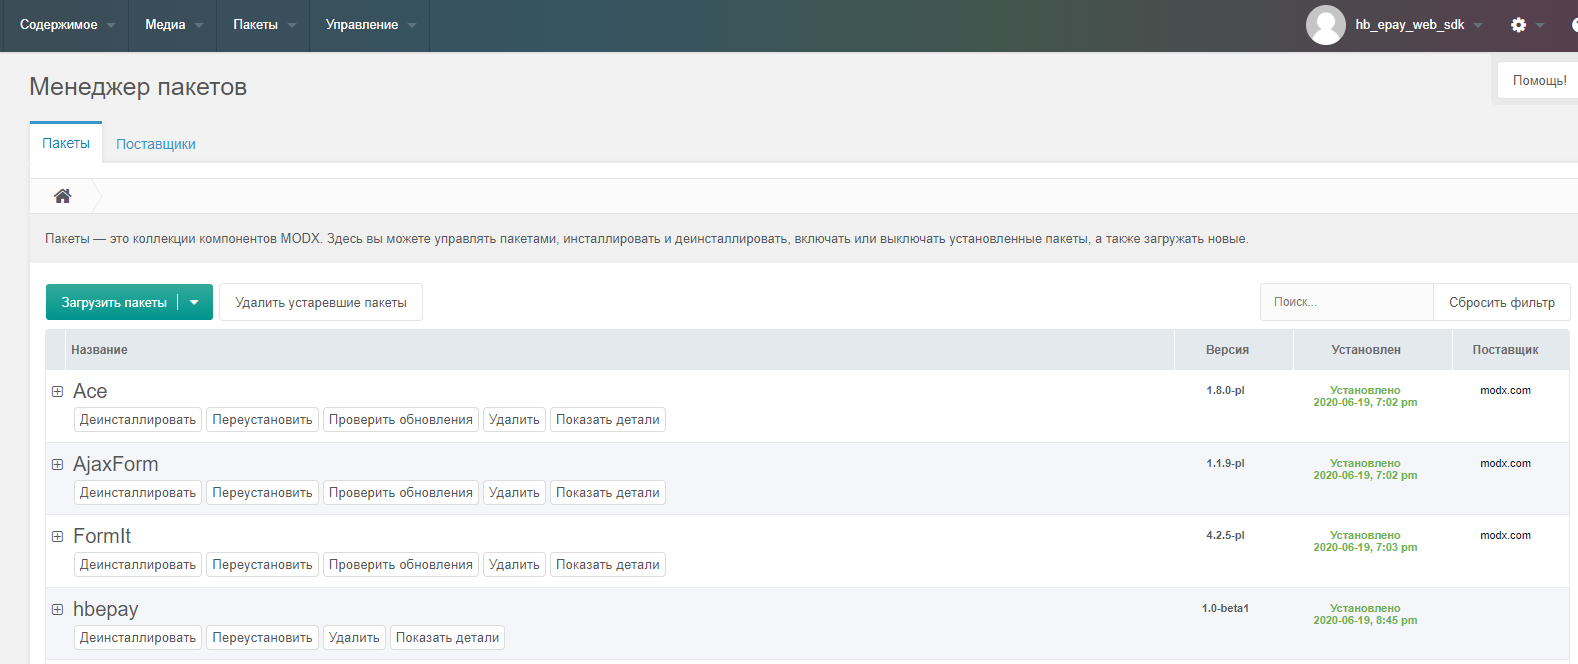 Содержимое Медиа Пакеты Управление hb_epay_web_sdk
Менеджер пакетов
Помощь!
Пакеты Поставщики
Пакеты — это коллекции компонентов MODX. Здесь вы можете управлять пакетами, инсталлировать и деинсталлировать, включать или выключать установленные пакеты, а также загружать новые.
Загрузить пакеты Удалить устаревшие пакеты Поиск... Сбросить фильтр
Название Версия Установлен Поставщик
Ace 1.8.0-pl Установлено modx.com
2020-06-19, 7:02 pm
Деинсталлировать Переустановить Проверить обновления Удалить Показать детали
AjaxForm 1.1.9-pl Установлено modx.com
2020-06-19, 7:02 pm
Деинсталлировать Переустановить Проверить обновления Удалить Показать детали
FormIt 4.2.5-pl Установлено modx.com
2020-06-19, 7:03 pm
Деинсталлировать Переустановить Проверить обновления Удалить Показать детали
hbepay 1.0-beta1 Установлено
2020-06-19, 8:45 pm
Деинсталлировать Переустановить Удалить Показать детали